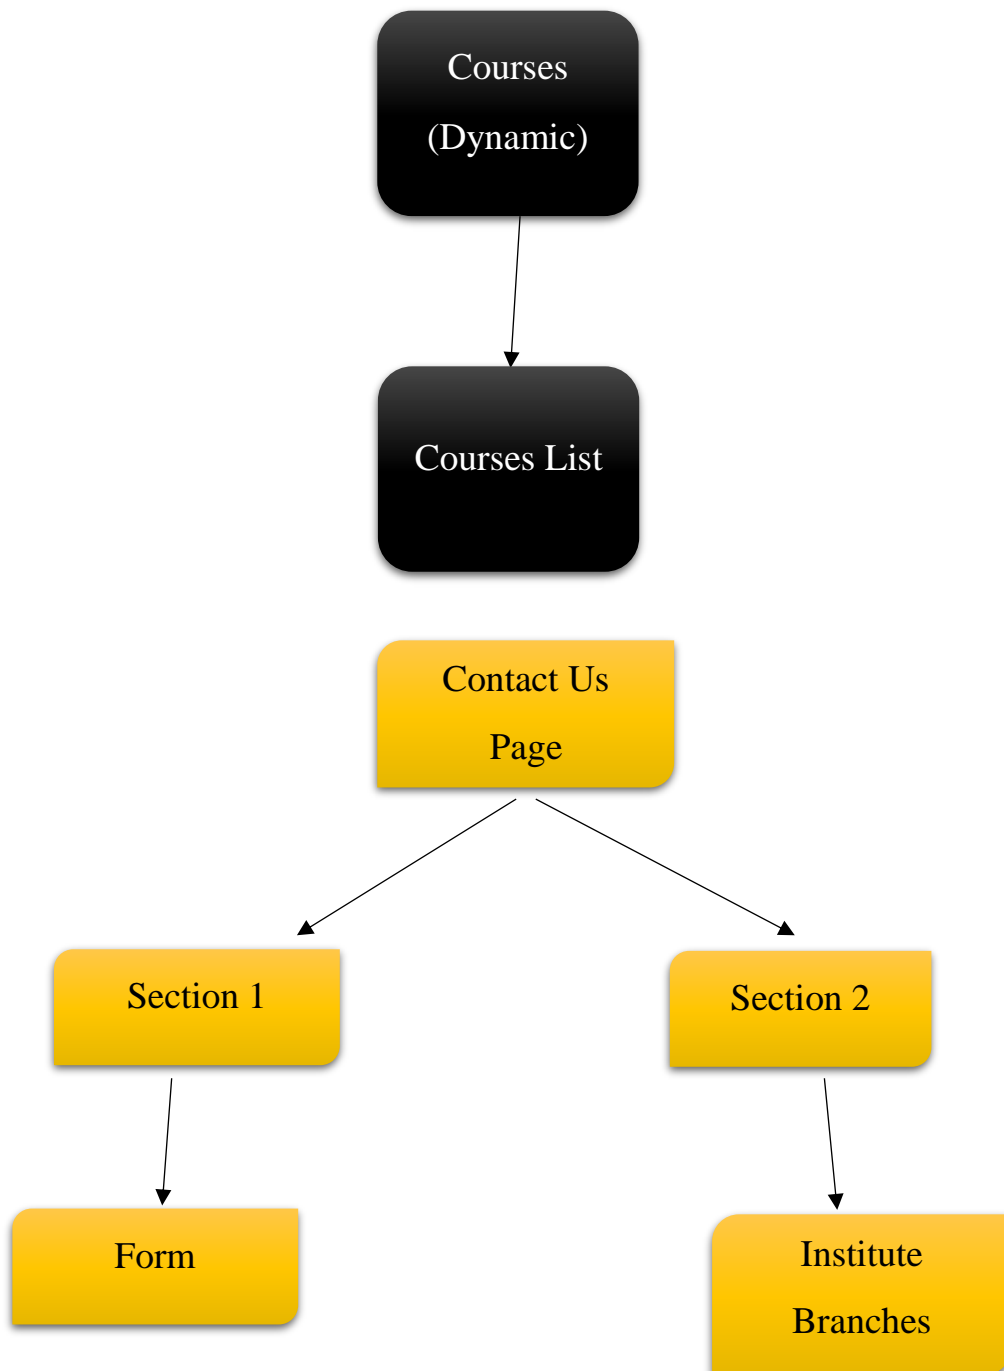 Courses
(Dynamic)
Courses List
Contact Us
Page
Section 1
Section 2
Form
Institute
Branches